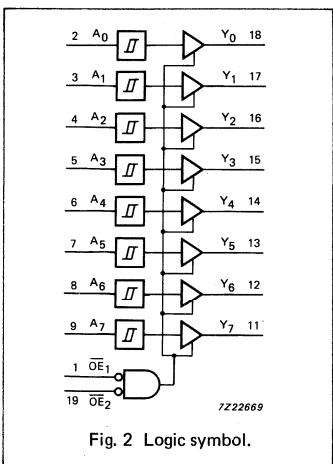 2 A0 Y0 18
3 A1 Y1 17
4 A2 Y2 16
5 A3 Y3 15
6 A4 Y4 14
7 A5 Y5 13
8 A6 Y6 12
9 A7 Y7 11
1 O̅E̅1
19 O̅E̅2
7Z22669
Fig. 2 Logic symbol.